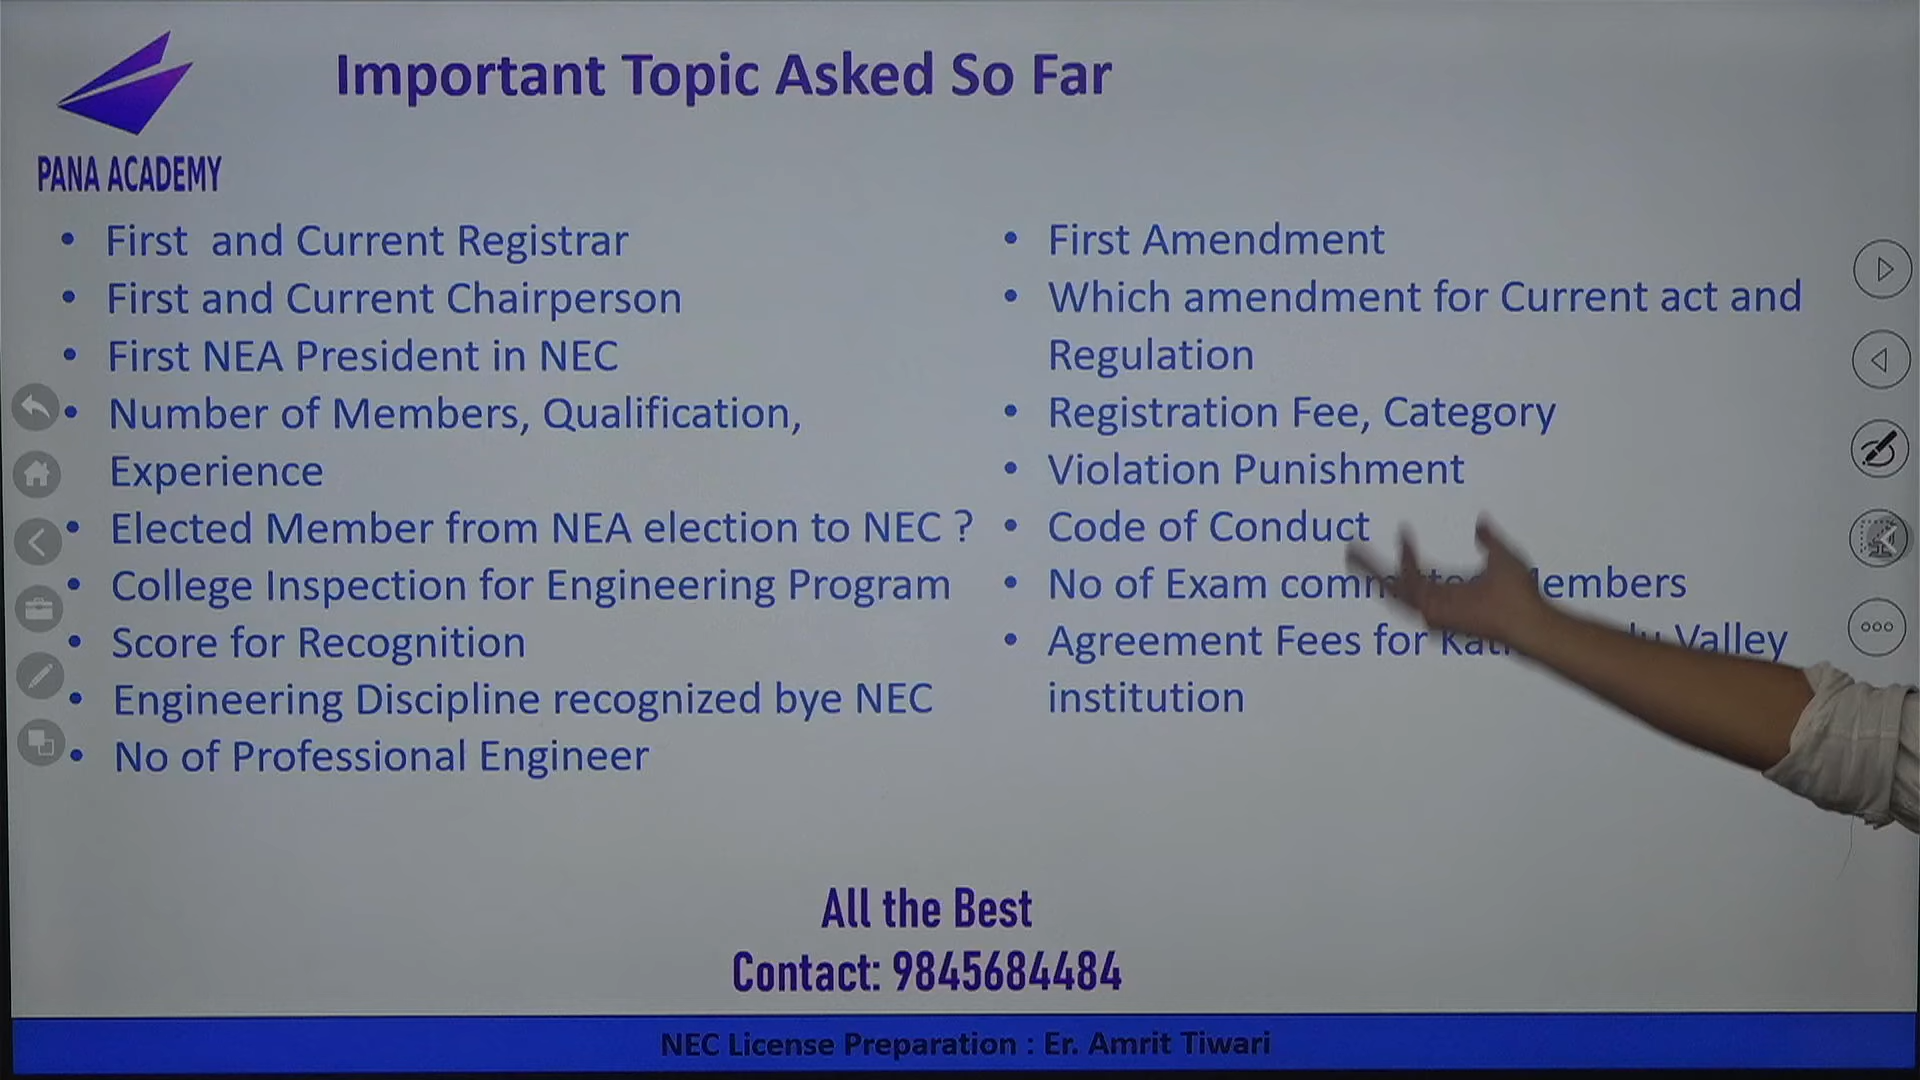 Important Topic Asked So Far
PANA ACADEMY
• First and Current Registrar
• First and Current Chairperson
• First NEA President in NEC
• Number of Members, Qualification,
Experience
• Elected Member from NEA election to NEC ?
• College Inspection for Engineering Program
• Score for Recognition
• Engineering Discipline recognized bye NEC
• No of Professional Engineer
• First Amendment
• Which amendment for Current act and
Regulation
• Registration Fee, Category
• Violation Punishment
• Code of Conduct
• No of Exam
• Agreement Fees for Valley
institution
All the Best
Contact: 9845684484
NEC License Preparation : Er. Amrit Tiwari